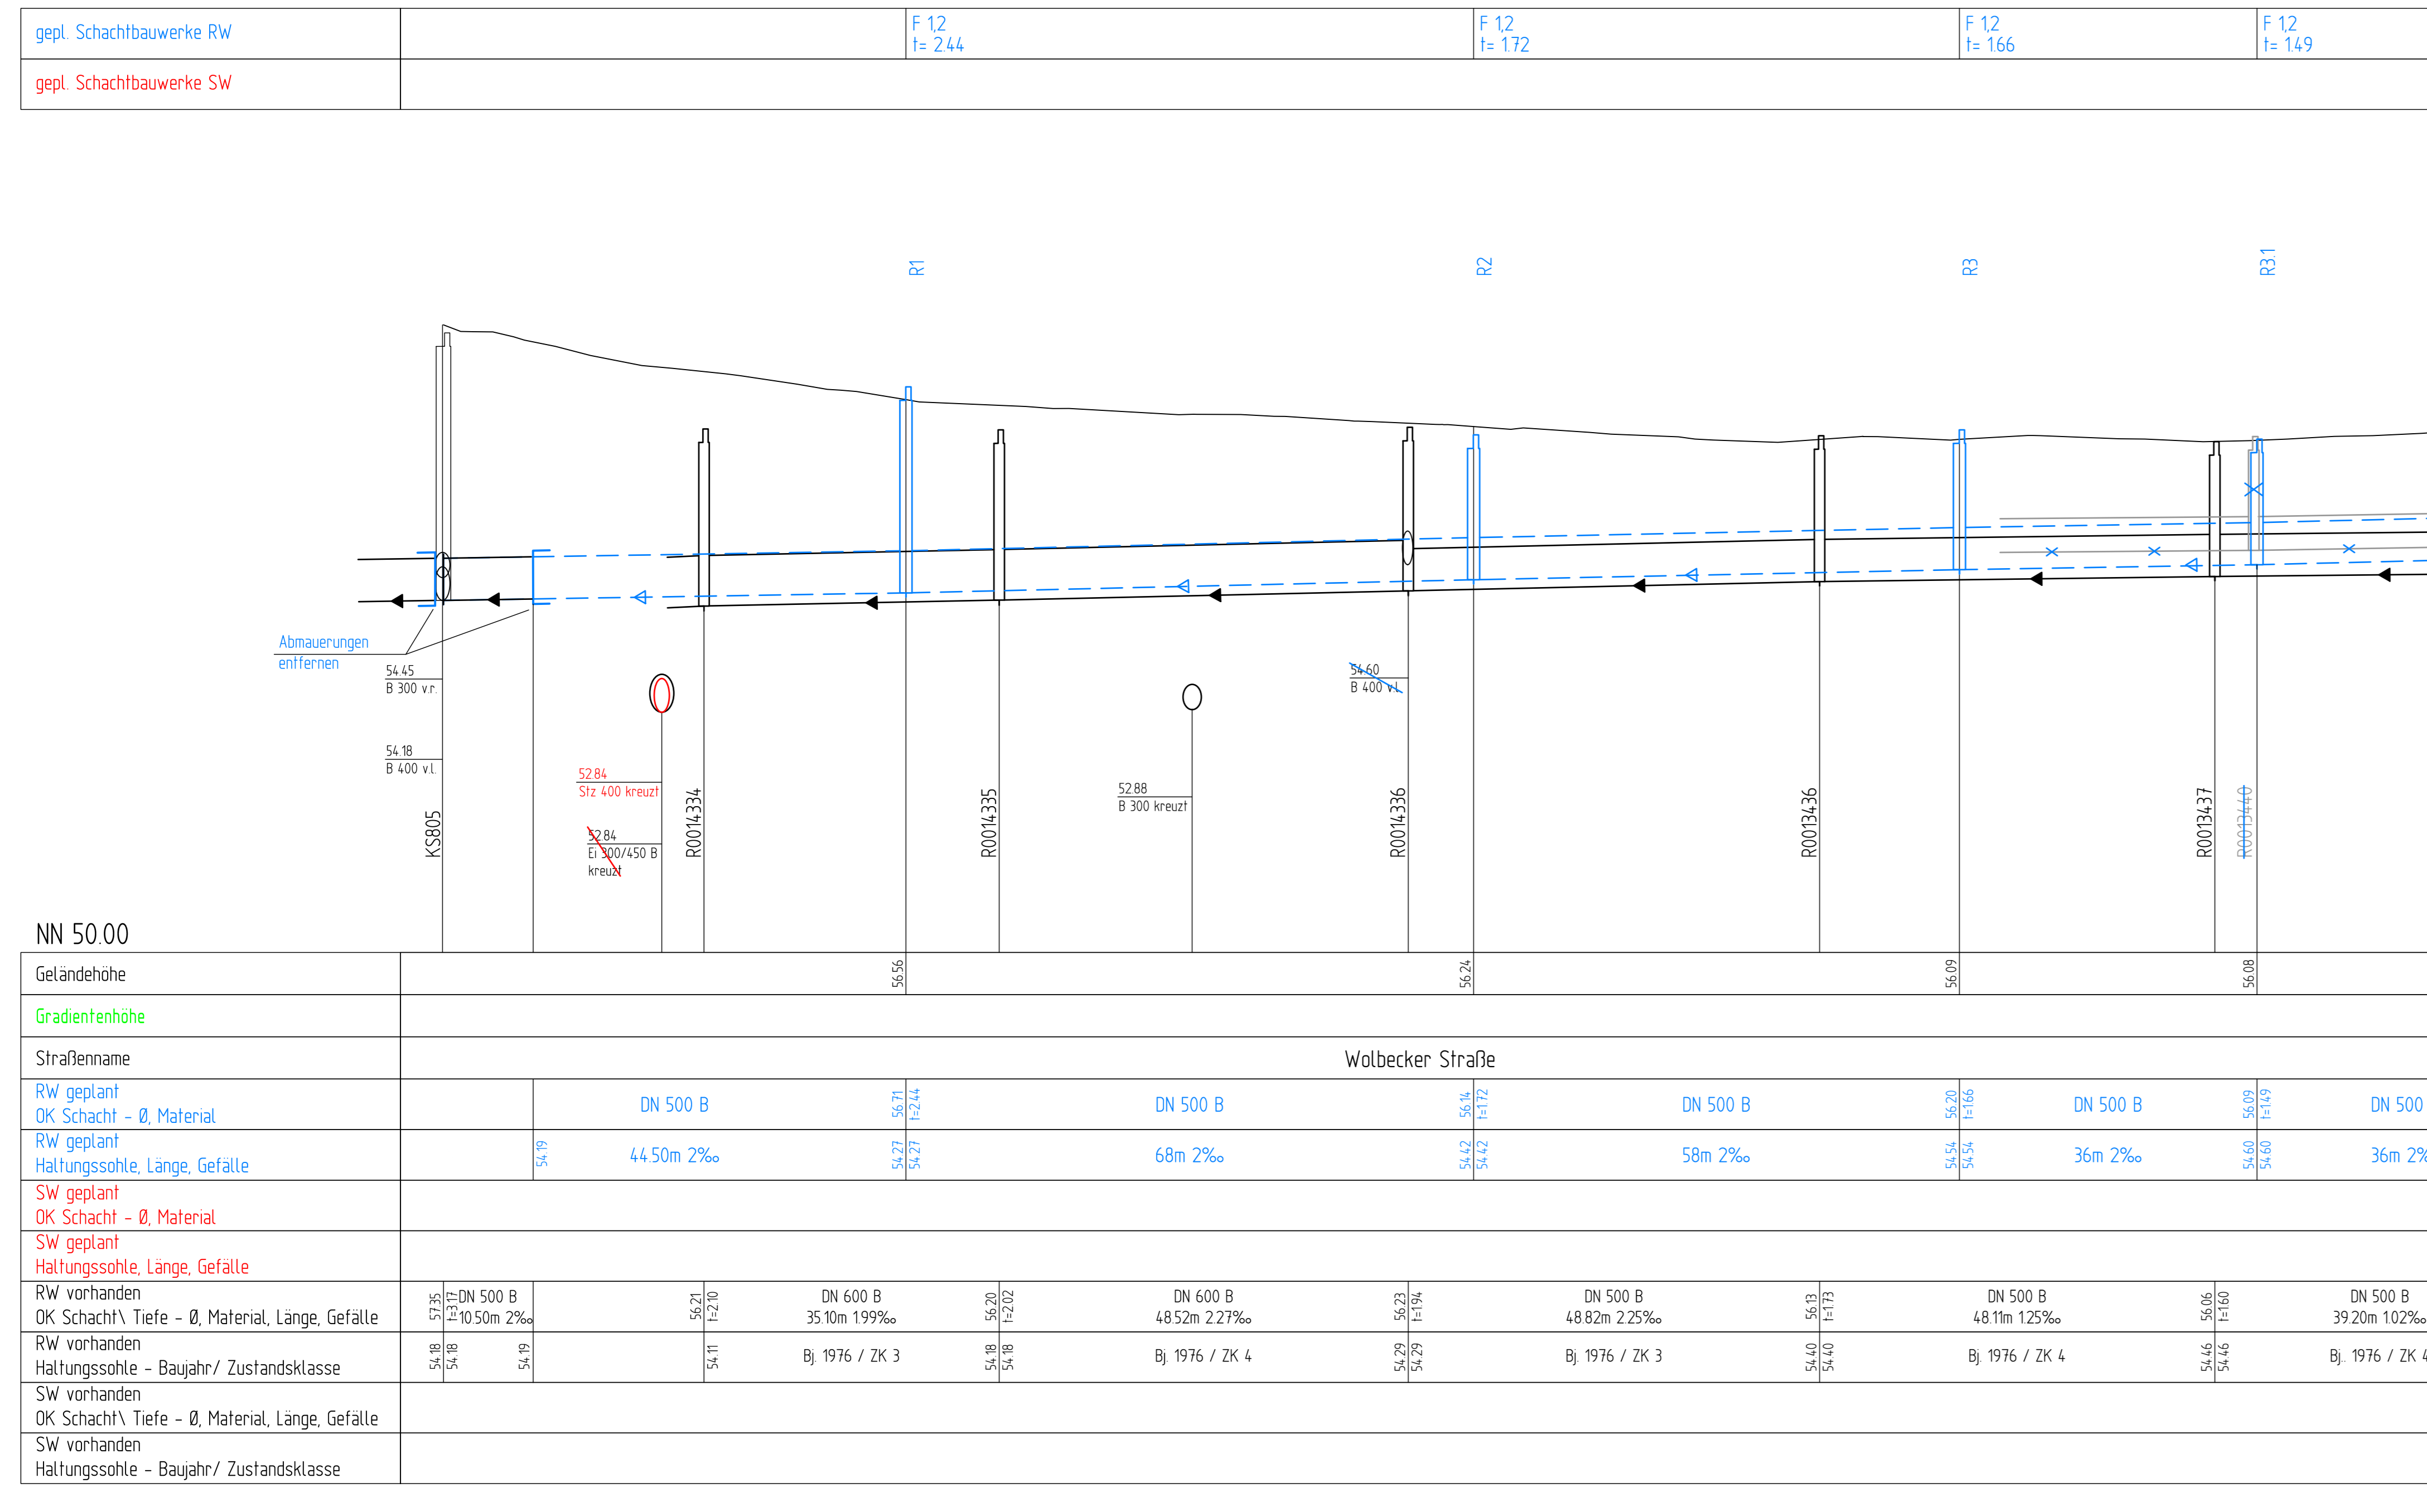 gepl. Schachtbauwerke RW
F 1,2
t= 2.44
F 1,2
t= 1.72
F 1,2
t= 1.66
F 1,2
t= 1.49
gepl. Schachtbauwerke SW
R1
R2
R3
R3.1
Abmauerungen
entfernen
54.45
B 300 v.r.
54.18
B 400 v.l.
KS805
52.84
Stz 400 kreuzt
52.84
Ei 300/450 B
kreuzt
R0014334
R0014335
52.88
B 300 kreuzt
54.60
B 400 v.l.
R0014336
R0013436
R0013437
R0013440
NN 50.00
Geländehöhe
56.56
56.24
56.09
56.08
Gradientenhöhe
Straßenname
Wolbecker Straße
RW geplant
OK Schacht - Ø, Material
DN 500 B
56.71
t=2.44
DN 500 B
56.14
t=1.72
DN 500 B
56.20
t=1.66
DN 500 B
56.09
t=1.49
DN 500
RW geplant
Haltungssohle, Länge, Gefälle
54.19
44.50m 2‰
54.27
54.27
68m 2‰
54.42
54.42
58m 2‰
54.54
54.54
36m 2‰
54.60
54.60
36m 2‰
SW geplant
OK Schacht - Ø, Material
SW geplant
Haltungssohle, Länge, Gefälle
RW vorhanden
OK Schacht\ Tiefe - Ø, Material, Länge, Gefälle
57.35
t=3.17
DN 500 B
10.50m 2‰
56.21
t=2.10
DN 600 B
35.10m 1.99‰
56.20
t=2.02
DN 600 B
48.52m 2.27‰
56.23
t=1.94
DN 500 B
48.82m 2.25‰
56.13
t=1.73
DN 500 B
48.11m 1.25‰
56.06
t=1.60
DN 500 B
39.20m 1.02‰
RW vorhanden
Haltungssohle - Baujahr/ Zustandsklasse
54.18
54.18
54.19
54.11
Bj. 1976 / ZK 3
54.18
54.18
Bj. 1976 / ZK 4
54.29
54.29
Bj. 1976 / ZK 3
54.40
54.40
Bj. 1976 / ZK 4
54.46
54.46
Bj.. 1976 / ZK 4
SW vorhanden
OK Schacht\ Tiefe - Ø, Material, Länge, Gefälle
SW vorhanden
Haltungssohle - Baujahr/ Zustandsklasse